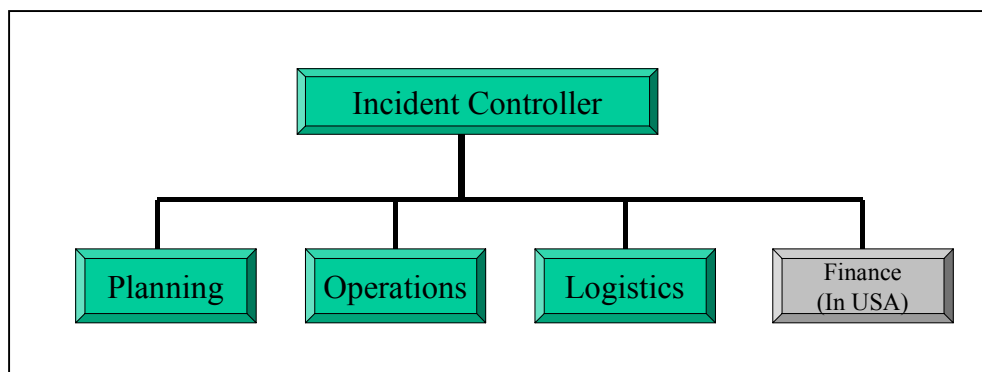 Incident Controller
Planning
Operations
Logistics
Finance
(In USA)